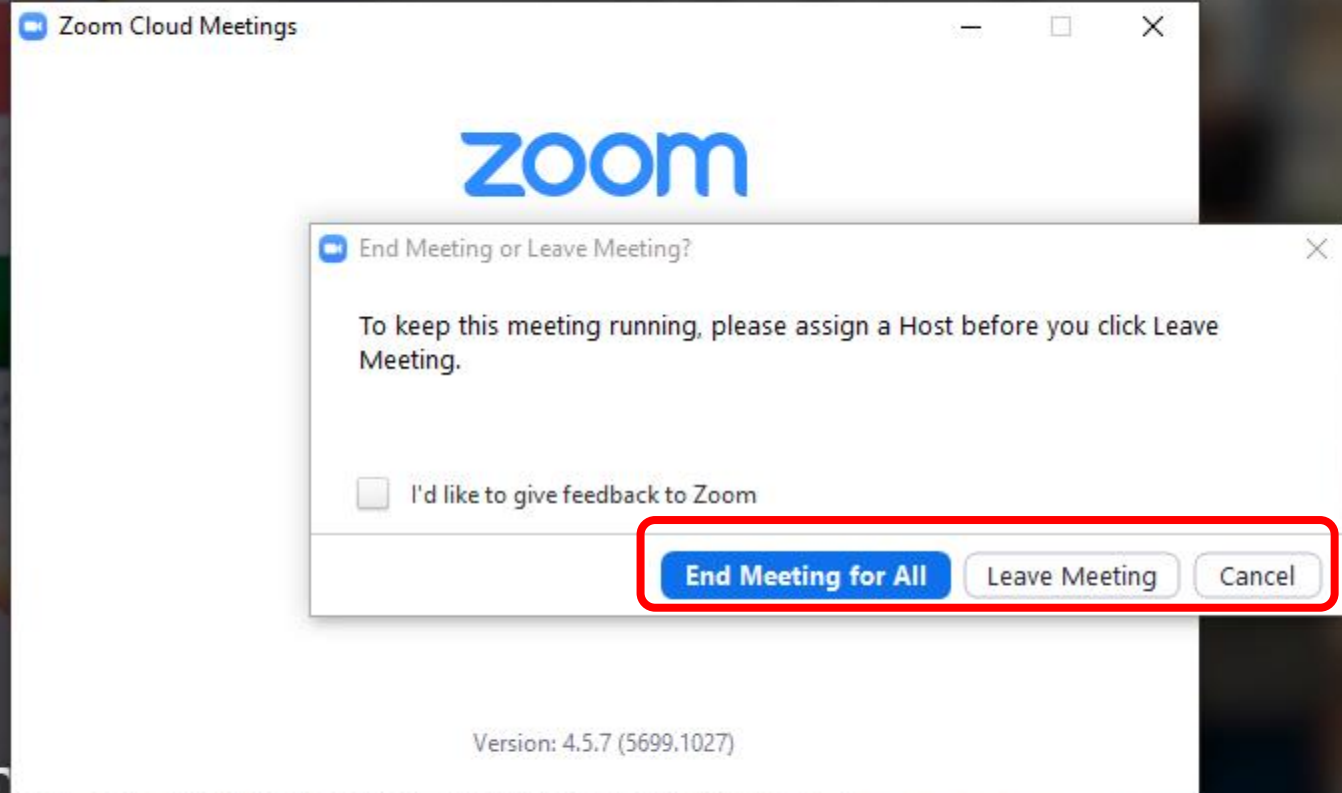 Zoom Cloud Meetings
zoom
End Meeting or Leave Meeting?
To keep this meeting running, please assign a Host before you click Leave
Meeting.
I'd like to give feedback to Zoom
End Meeting for All Leave Meeting Cancel
Version: 4.5.7 (5699.1027)